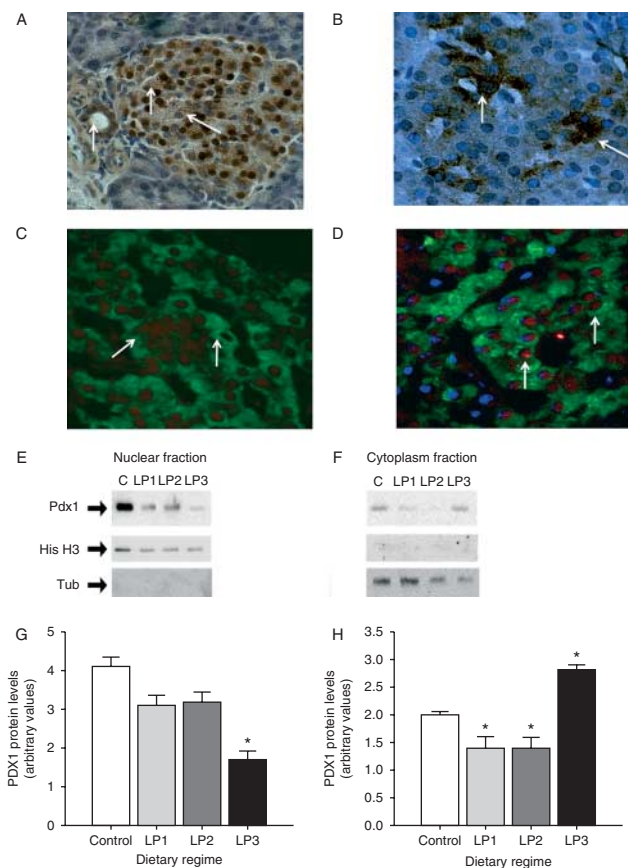 A
B
C
D
E Nuclear fraction
C LP1 LP2 LP3
Pdx1
His H3
Tub
F Cytoplasm fraction
C LP1 LP2 LP3
G
PDX1 protein levels
(arbitrary values)
5
4
3
2
1
0
*
Control LP1 LP2 LP3
Dietary regime
H
PDX1 protein levels
(arbitrary values)
3.5
3.0
2.5
2.0
1.5
1.0
0.5
0.0
* * *
Control LP1 LP2 LP3
Dietary regime